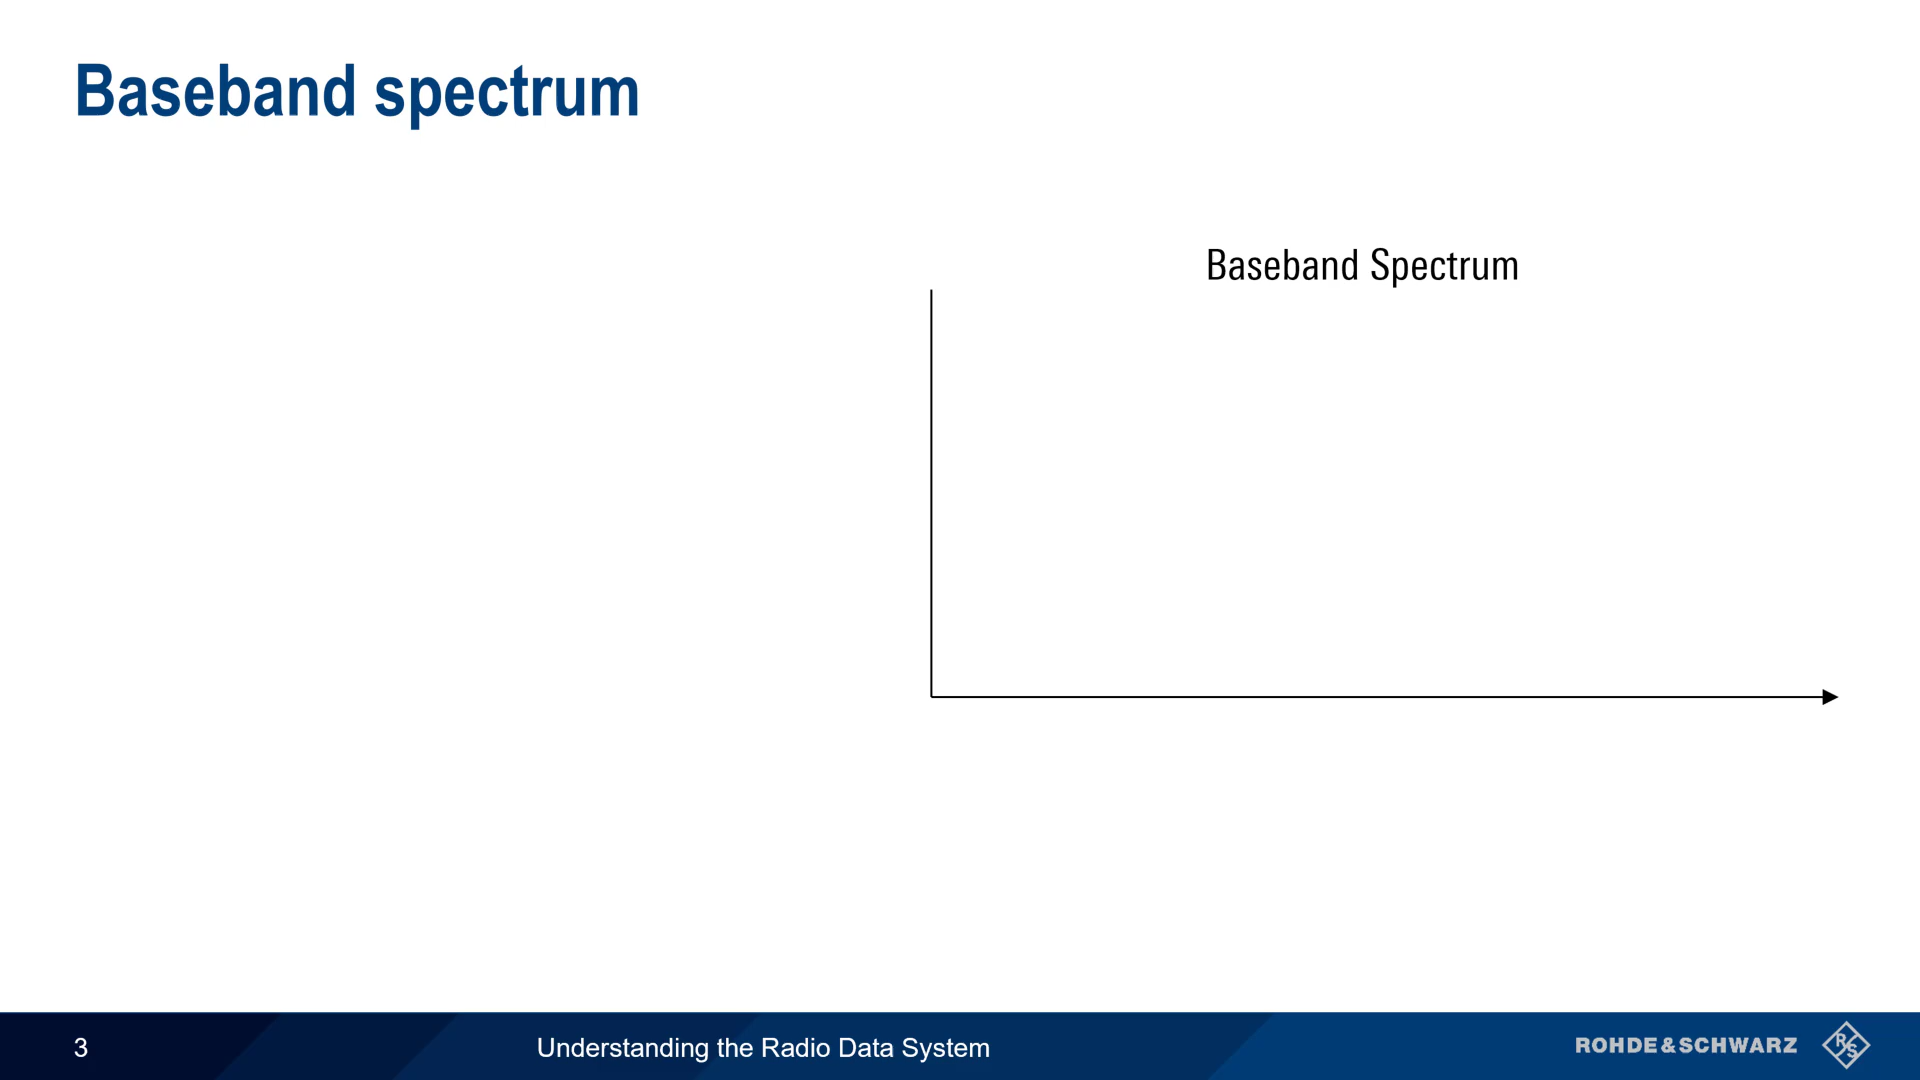 Baseband spectrum
Baseband Spectrum
3
Understanding the Radio Data System
ROHDE&SCHWARZ
R&S